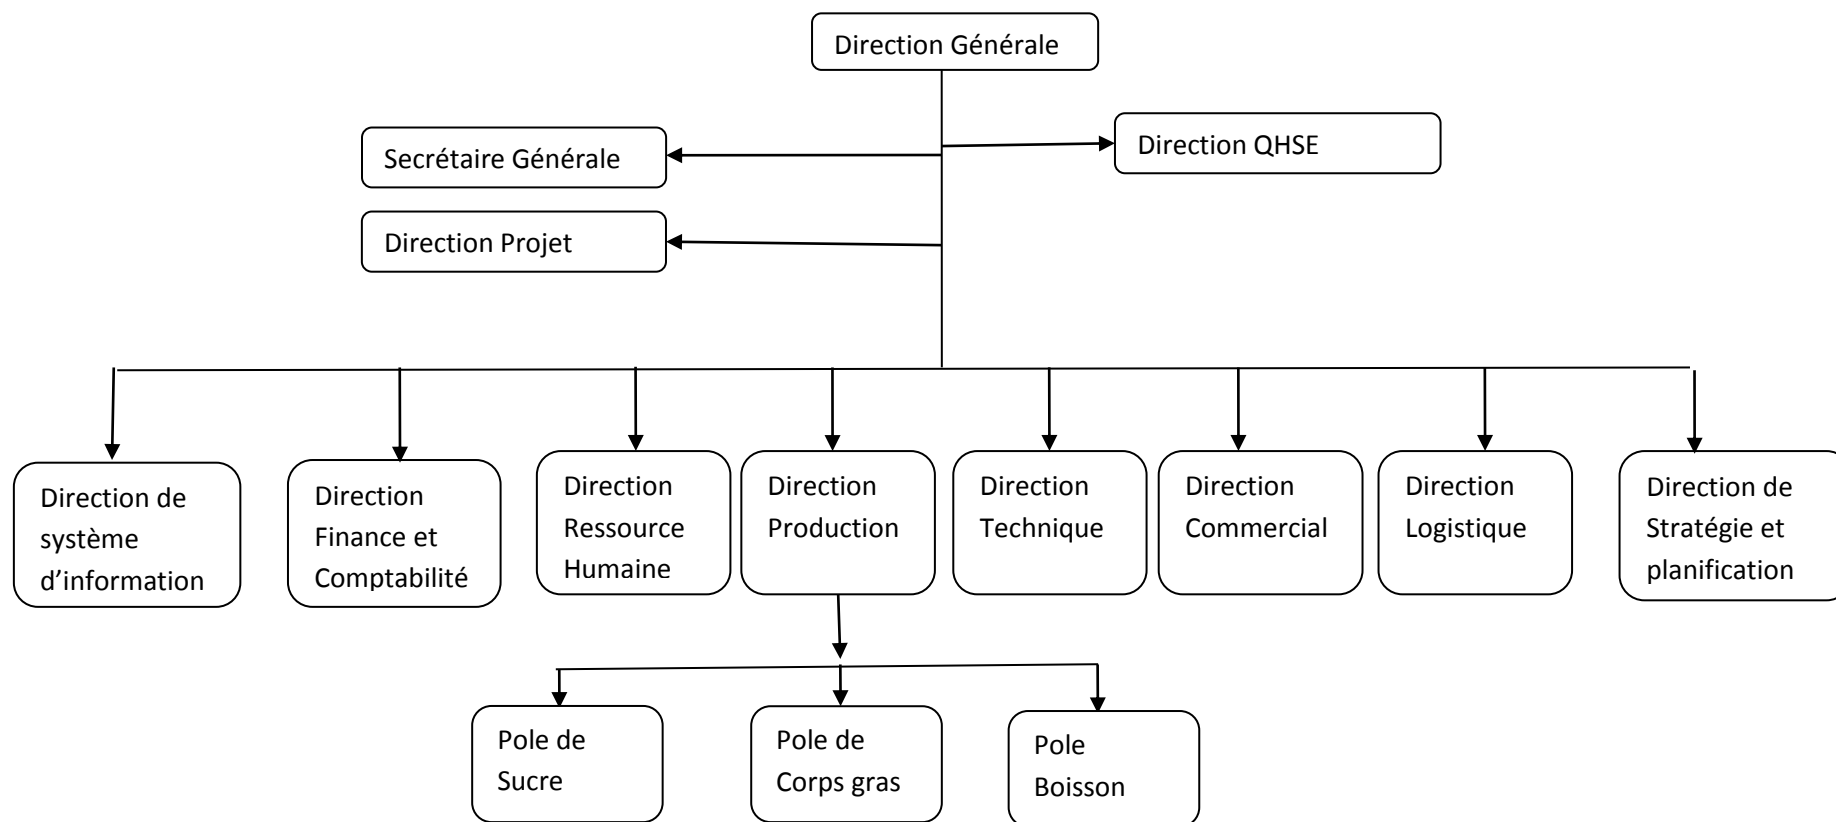 Direction Générale
Direction QHSE
Secrétaire Générale
Direction Projet
Direction de
système
d’information
Direction
Finance et
Comptabilité
Direction
Ressource
Humaine
Direction
Production
Direction
Technique
Direction
Commercial
Direction
Logistique
Direction de
Stratégie et
planification
Pole de
Sucre
Pole de
Corps gras
Pole
Boisson